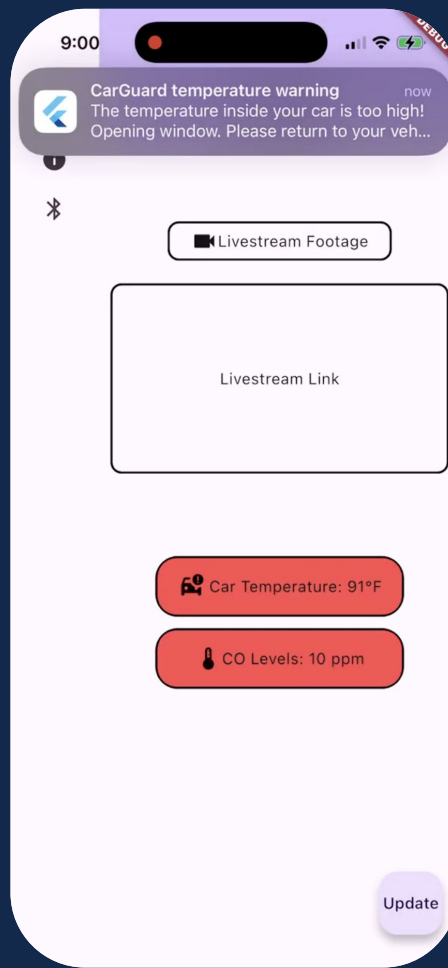 9:00
DEBUG
CarGuard temperature warning
now
The temperature inside your car is too high!
Opening window. Please return to your veh...
Livestream Footage
Livestream Link
Car Temperature: 91°F
CO Levels: 10 ppm
Update